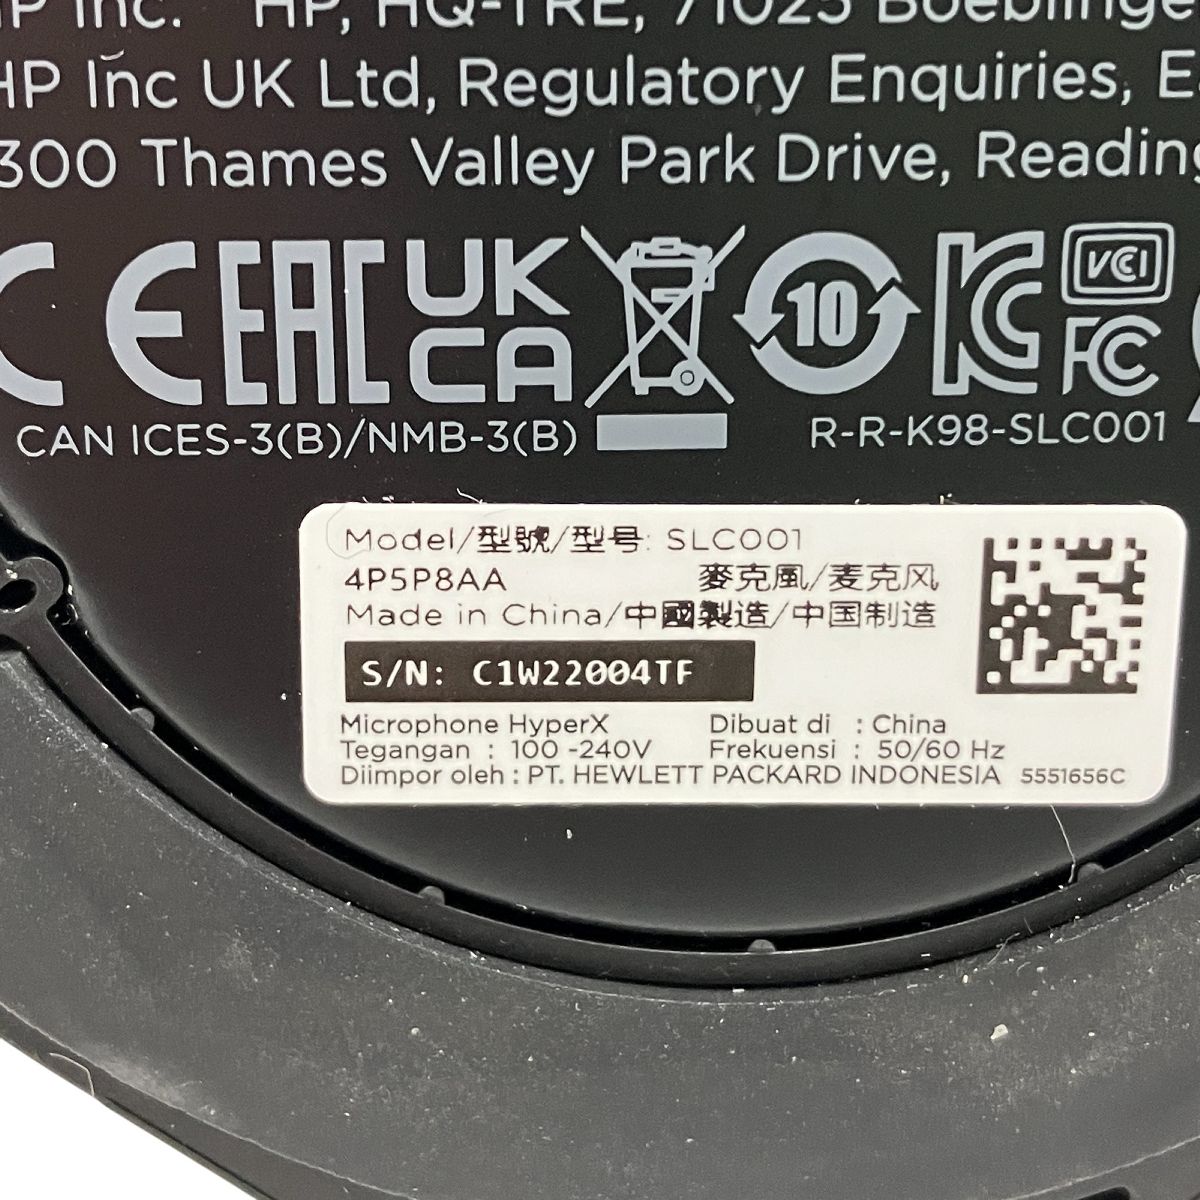 HP Inc. HP, HQ-TRE, 71025 Boeblingen
HP Inc UK Ltd, Regulatory Enquiries, E
300 Thames Valley Park Drive, Reading
CE EAC UK CA 10 KC VCCI FC
CAN ICES-3(B)/NMB-3(B) R-R-K98-SLC001
Model/型號/型号: SLC001
4P5P8AA 麥克風/麦克风
Made in China/中國製造/中国制造
S/N: C1W22004TF
Microphone HyperX Dibuat di : China
Tegangan : 100 -240V Frekuensi : 50/60 Hz
Diimpor oleh : PT. HEWLETT PACKARD INDONESIA 5551656C